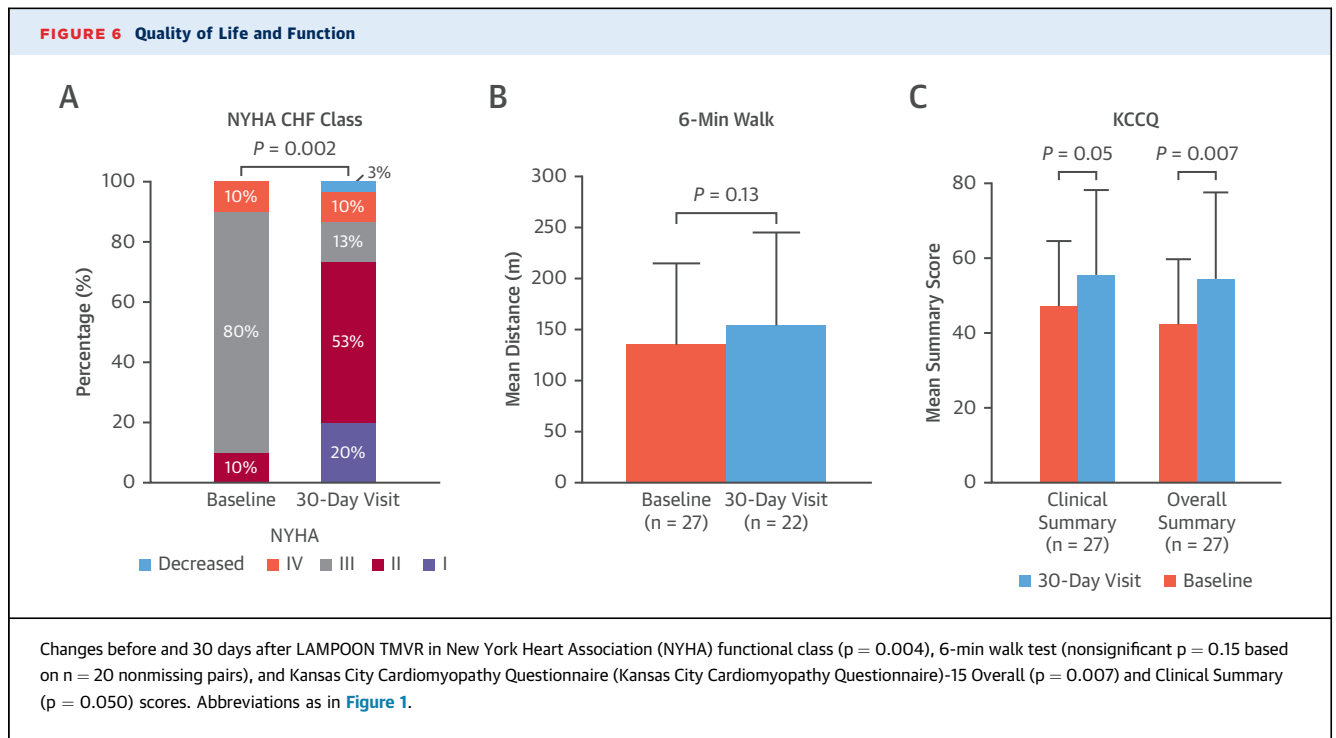 FIGURE 6 Quality of Life and Function
A
NYHA CHF Class
P = 0.002
3%
100
80
60
40
20
0
Percentage (%)
10%
80%
10%
10%
13%
53%
20%
Baseline
30-Day Visit
NYHA
Decreased IV III II I
B
6-Min Walk
P = 0.13
300
250
200
150
100
50
0
Mean Distance (m)
Baseline
(n = 27)
30-Day Visit
(n = 22)
C
KCCQ
P = 0.05
P = 0.007
80
60
40
20
0
Mean Summary Score
Clinical
Summary
(n = 27)
Overall
Summary
(n = 27)
30-Day Visit Baseline
Changes before and 30 days after LAMPOON TMVR in New York Heart Association (NYHA) functional class (p = 0.004), 6-min walk test (nonsignificant p = 0.15 based
on n = 20 nonmissing pairs), and Kansas City Cardiomyopathy Questionnaire (Kansas City Cardiomyopathy Questionnaire)-15 Overall (p = 0.007) and Clinical Summary
(p = 0.050) scores. Abbreviations as in Figure 1.